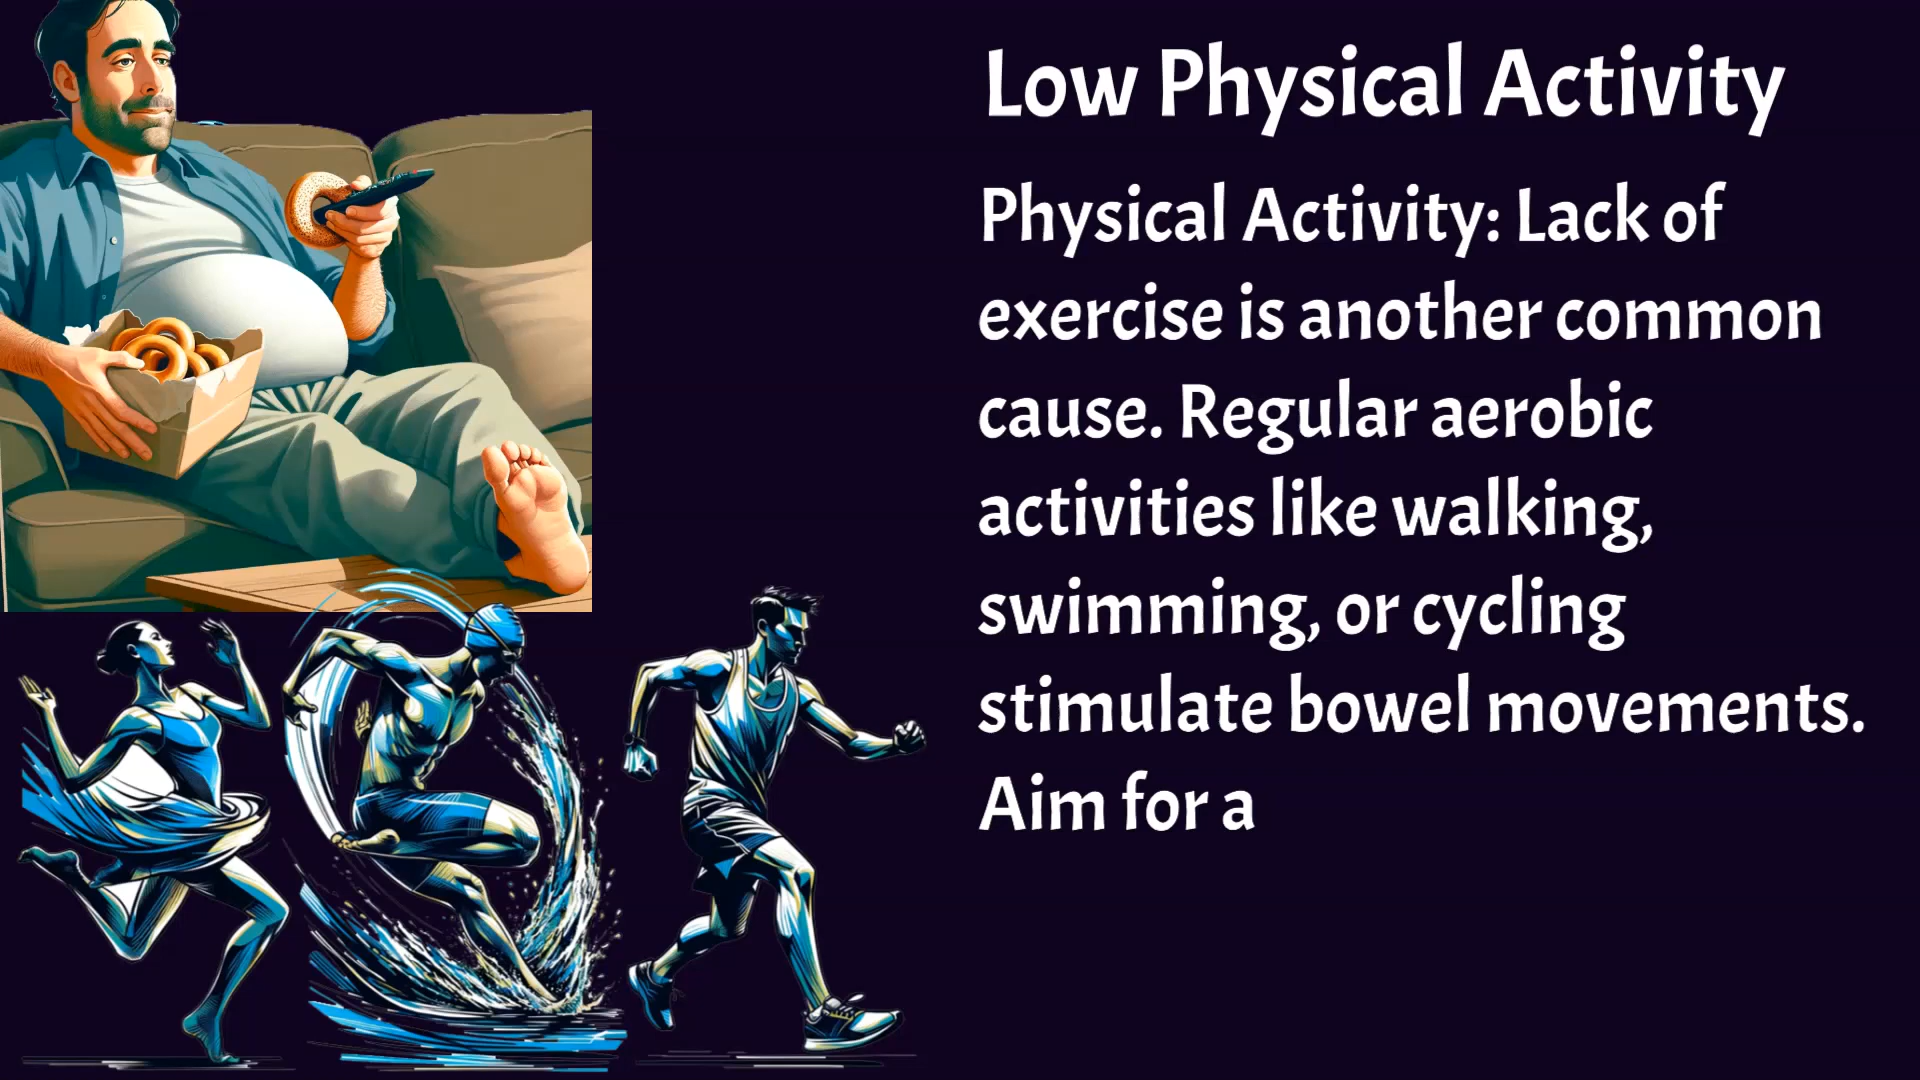 Low Physical Activity
Physical Activity: Lack of
exercise is another common
cause. Regular aerobic
activities like walking,
swimming, or cycling
stimulate bowel movements.
Aim for a